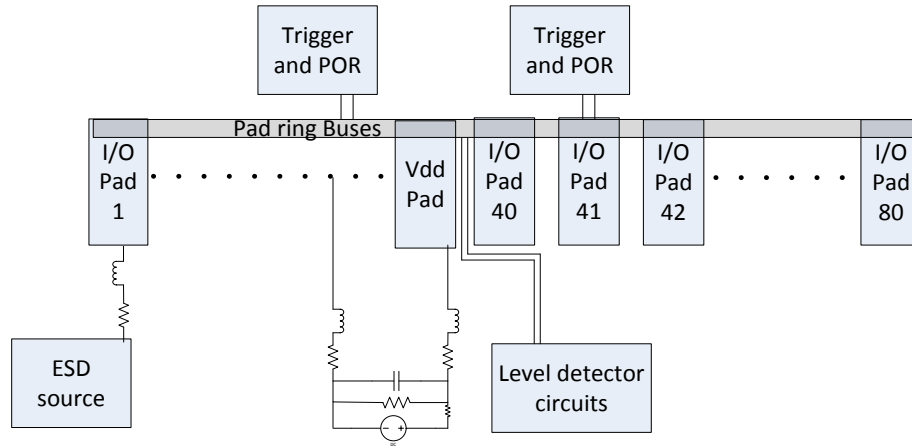 Trigger
and POR
Trigger
and POR
Pad ring Buses
I/O
Pad
1
Vdd
Pad
I/O
Pad
40
I/O
Pad
41
I/O
Pad
42
I/O
Pad
80
ESD
source
Level detector
circuits